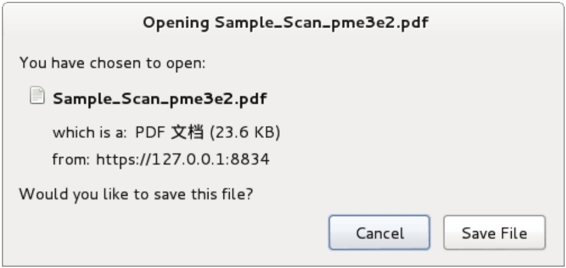 Opening Sample_Scan_pme3e2.pdf
You have chosen to open:
Sample_Scan_pme3e2.pdf
which is a: PDF 文档 (23.6 KB)
from: https://127.0.0.1:8834
Would you like to save this file?
Cancel Save File